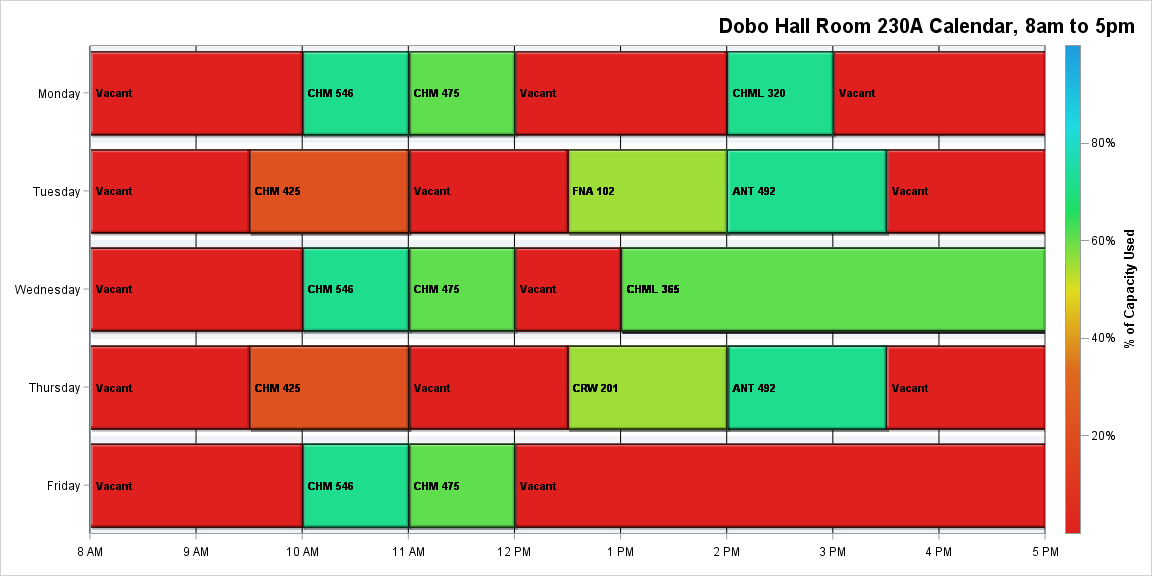 Dobo Hall Room 230A Calendar, 8am to 5pm
Monday
Vacant
CHM 546
CHM 475
Vacant
CHML 320
Vacant
Tuesday
Vacant
CHM 425
Vacant
FNA 102
ANT 492
Vacant
Wednesday
Vacant
CHM 546
CHM 475
Vacant
CHML 365
Thursday
Vacant
CHM 425
Vacant
CRW 201
ANT 492
Vacant
Friday
Vacant
CHM 546
CHM 475
Vacant
8 AM
9 AM
10 AM
11 AM
12 PM
1 PM
2 PM
3 PM
4 PM
5 PM
80%
60%
40%
20%
% of Capacity Used